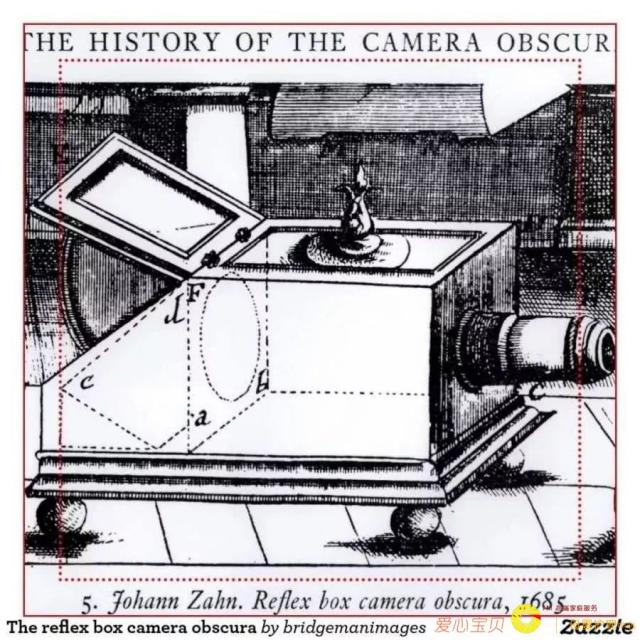 THE HISTORY OF THE CAMERA OBSCUR
F
d
c
b
a
C
5. Johann Zahn. Reflex box camera obscura, 1685
The reflex box camera obscura by bridgemanimages
爱心宝贝
Zazzle